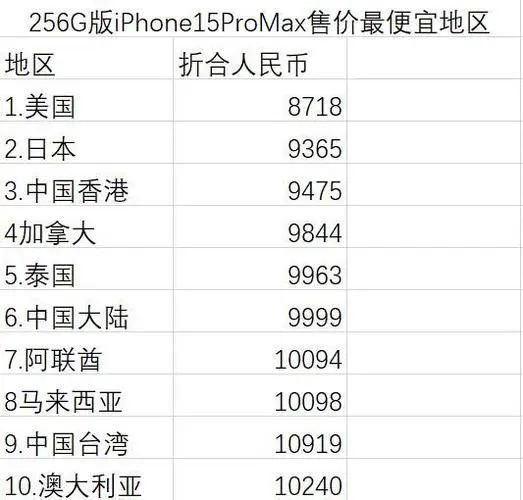 256G版iPhone15ProMax售价最便宜地区
地区 折合人民币
1.美国 8718
2.日本 9365
3.中国香港 9475
4加拿大 9844
5.泰国 9963
6.中国大陆 9999
7.阿联酋 10094
8马来西亚 10098
9.中国台湾 10919
10.澳大利亚 10240